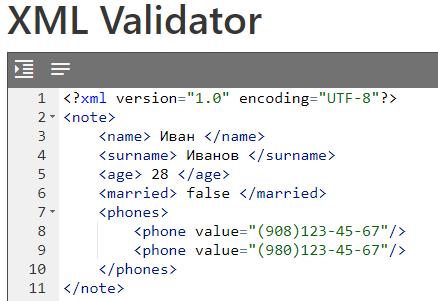 XML Validator
1 <?xml version="1.0" encoding="UTF-8"?>
2 <note>
3 <name> Иван </name>
4 <surname> Иванов </surname>
5 <age> 28 </age>
6 <married> false </married>
7 <phones>
8 <phone value="(908)123-45-67"/>
9 <phone value="(980)123-45-67"/>
10 </phones>
11 </note>